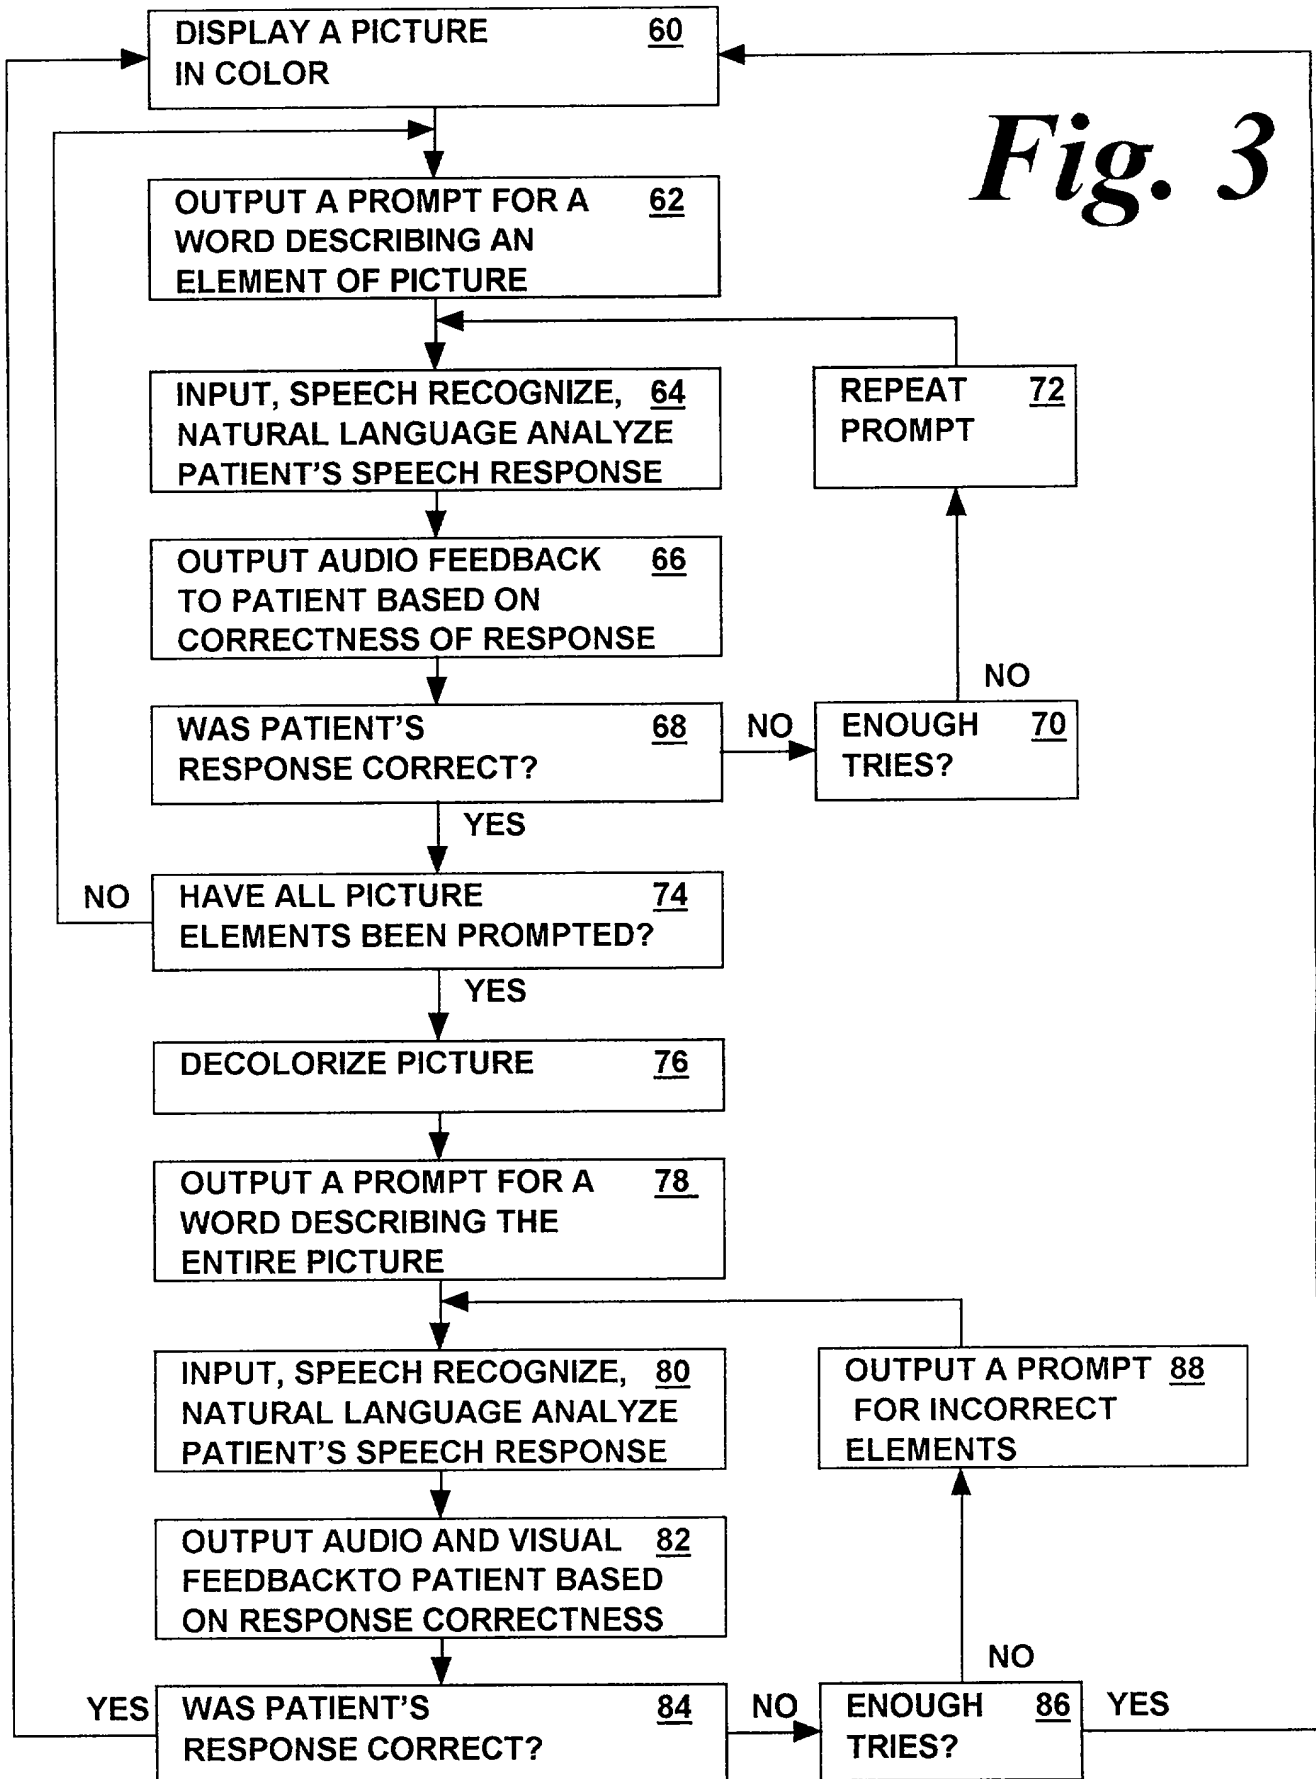 DISPLAY A PICTURE 60
IN COLOR
Fig. 3
OUTPUT A PROMPT FOR A 62
WORD DESCRIBING AN
ELEMENT OF PICTURE
INPUT, SPEECH RECOGNIZE, 64
NATURAL LANGUAGE ANALYZE
PATIENT'S SPEECH RESPONSE
REPEAT 72
PROMPT
OUTPUT AUDIO FEEDBACK 66
TO PATIENT BASED ON
CORRECTNESS OF RESPONSE
NO
WAS PATIENT'S 68
RESPONSE CORRECT?
NO
ENOUGH 70
TRIES?
YES
NO
HAVE ALL PICTURE 74
ELEMENTS BEEN PROMPTED?
YES
DECOLORIZE PICTURE 76
OUTPUT A PROMPT FOR A 78
WORD DESCRIBING THE
ENTIRE PICTURE
INPUT, SPEECH RECOGNIZE, 80
NATURAL LANGUAGE ANALYZE
PATIENT'S SPEECH RESPONSE
OUTPUT A PROMPT 88
FOR INCORRECT
ELEMENTS
OUTPUT AUDIO AND VISUAL 82
FEEDBACKTO PATIENT BASED
ON RESPONSE CORRECTNESS
NO
YES
WAS PATIENT'S 84
RESPONSE CORRECT?
NO
ENOUGH 86
TRIES?
YES